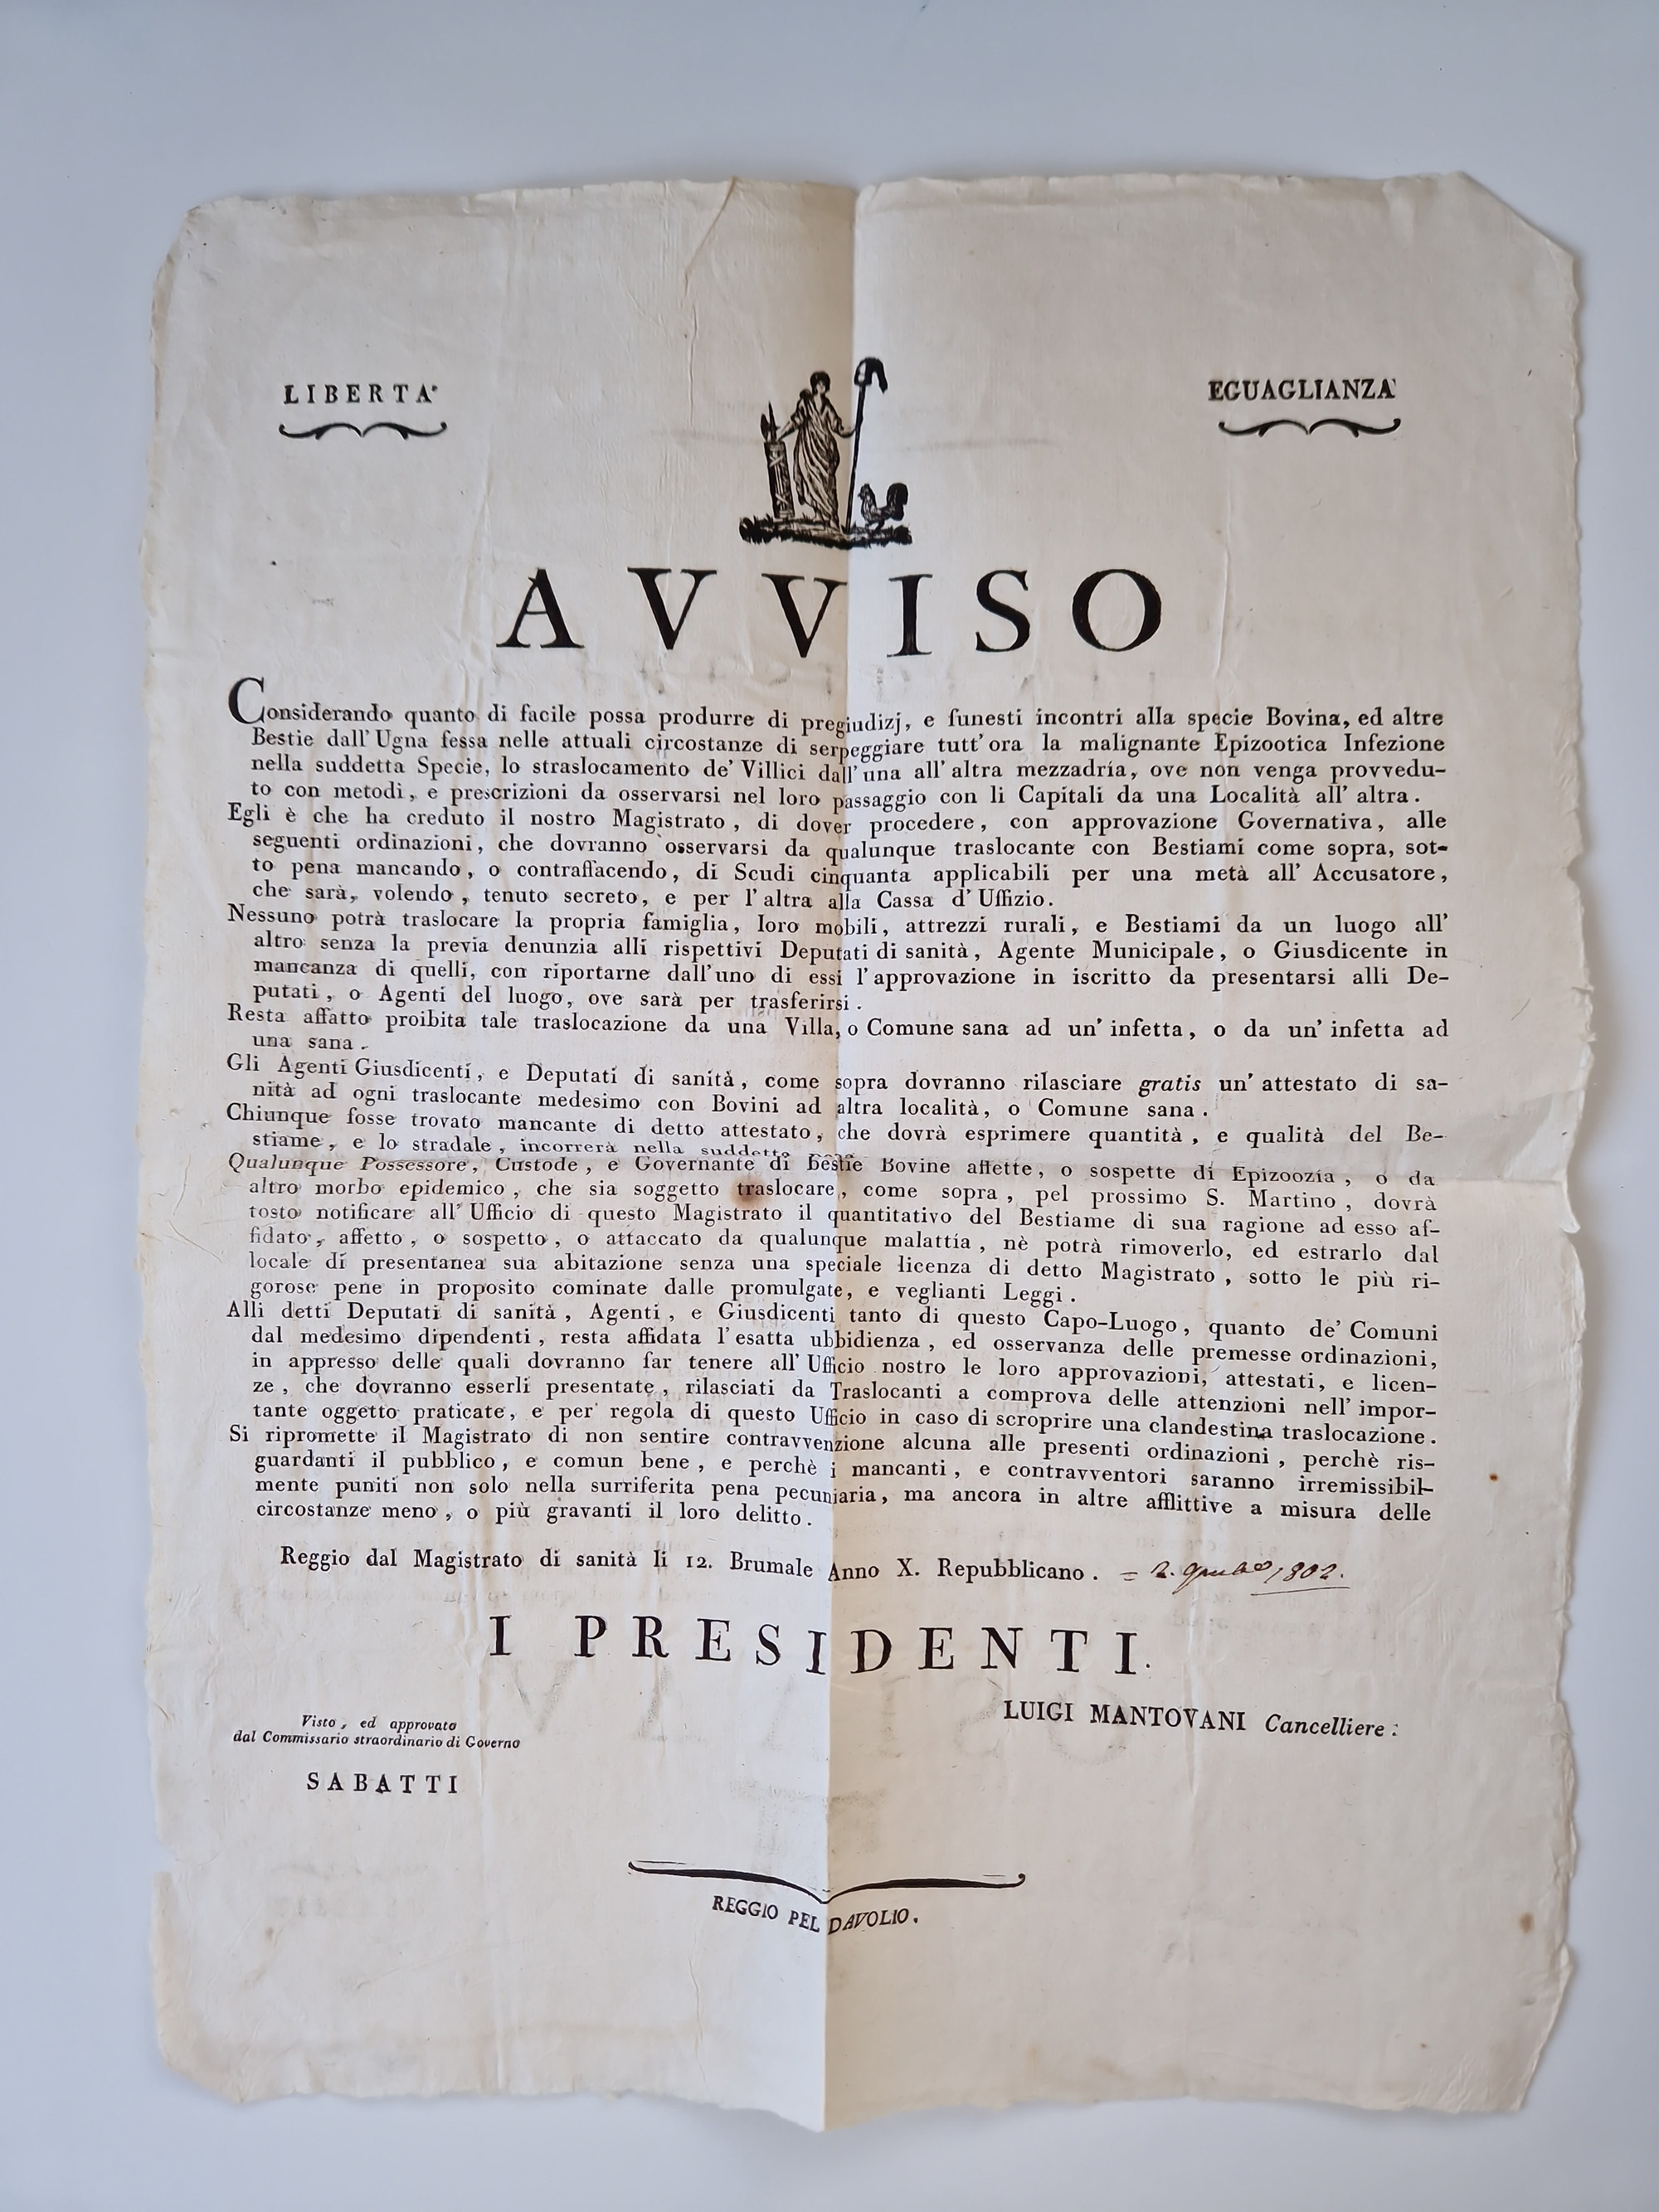 LIBERTA'
EGUAGLIANZA'
AVVISO
Considerando quanto di facile possa produrre di pregiudizj, e funesti incontri alla specie Bovina, ed altre
Bestie dall' Ugna fessa nelle attuali circostanze di serpeggiare tutt' ora la malignante Epizootica Infezione
nella suddetta Specie, lo straslocamento de' Villici dall' una all' altra mezzadría, ove non venga provvedu-
to con metodi, e prescrizioni da osservarsi nel loro passaggio con li Capitali da una Località all' altra.
Egli è che ha creduto il nostro Magistrato, di dover procedere, con approvazione Governativa, alle
seguenti ordinazioni, che dovranno osservarsi da qualunque traslocante con Bestiami come sopra, sot-
to pena mancando, o contraffacendo, di Scudi cinquanta applicabili per una metà all' Accusatore,
che sarà, volendo, tenuto secreto, e per l'altra alla Cassa d' Uffizio.
Nessuno potrà traslocare la propria famiglia, loro mobili, attrezzi rurali, e Bestiami da un luogo all'
altro senza la previa denunzia alli rispettivi Deputati di sanità, Agente Municipale, o Giusdicente in
mancanza di quelli, con riportarne dall' uno di essi l'approvazione in iscritto da presentarsi alli De-
putati, o Agenti del luogo, ove sarà per trasferirsi.
Resta affatto proibita tale traslocazione da una Villa, o Comune sana ad un' infetta, o da un' infetta ad
una sana.
Gli Agenti Giusdicenti, e Deputati di sanità, come sopra dovranno rilasciare gratis un' attestato di sa-
nità ad ogni traslocante medesimo con Bovini ad altra località, o Comune sana.
Chiunque fosse trovato mancante di detto attestato, che dovrà esprimere quantità, e qualità del Be-
stiame, e lo stradale, incorrerà nella suddetta
Qualunque Possessore, Custode, e Governante di Bestie Bovine affette, o sospette di Epizoozía, o da
altro morbo epidemico, che sia soggetto traslocare, come sopra, pel prossimo S. Martino, dovrà
tosto notificare all' Ufficio di questo Magistrato il quantitativo del Bestiame di sua ragione ad esso af-
fidato, affetto, o sospetto, o attaccato da qualunque malattía, nè potrà rimoverlo, ed estrarlo dal
locale di presentanea sua abitazione senza una speciale licenza di detto Magistrato, sotto le più ri-
gorose pene in proposito cominate dalle promulgate, e veglianti Leggi.
Alli detti Deputati di sanità, Agenti, e Giusdicenti tanto di questo Capo-Luogo, quanto de' Comuni
dal medesimo dipendenti, resta affidata l'esatta ubbidienza, ed osservanza delle premesse ordinazioni,
in appresso delle quali dovranno far tenere all' Ufficio nostro le loro approvazioni, attestati, e licen-
ze, che dovranno esserli presentate, rilasciati da Traslocanti a comprova delle attenzioni nell' impor-
tante oggetto praticate, e per regola di questo Ufficio in caso di scroprire una clandestina traslocazione.
Si ripromette il Magistrato di non sentire contravvenzione alcuna alle presenti ordinazioni, perchè ris-
guardanti il pubblico, e comun bene, e perchè i mancanti, e contravventori saranno irremissibil-
mente puniti non solo nella surriferita pena pecuniaria, ma ancora in altre afflittive a misura delle
circostanze meno, o più gravanti il loro delitto.
Reggio dal Magistrato di sanità li 12. Brumale Anno X. Repubblicano. = 2. 1802.
I PRESIDENTI.
LUIGI MANTOVANI Cancelliere.
Visto, ed approvato
dal Commissario straordinario di Governo
SABATTI
REGGIO PEL DAVOLIO.